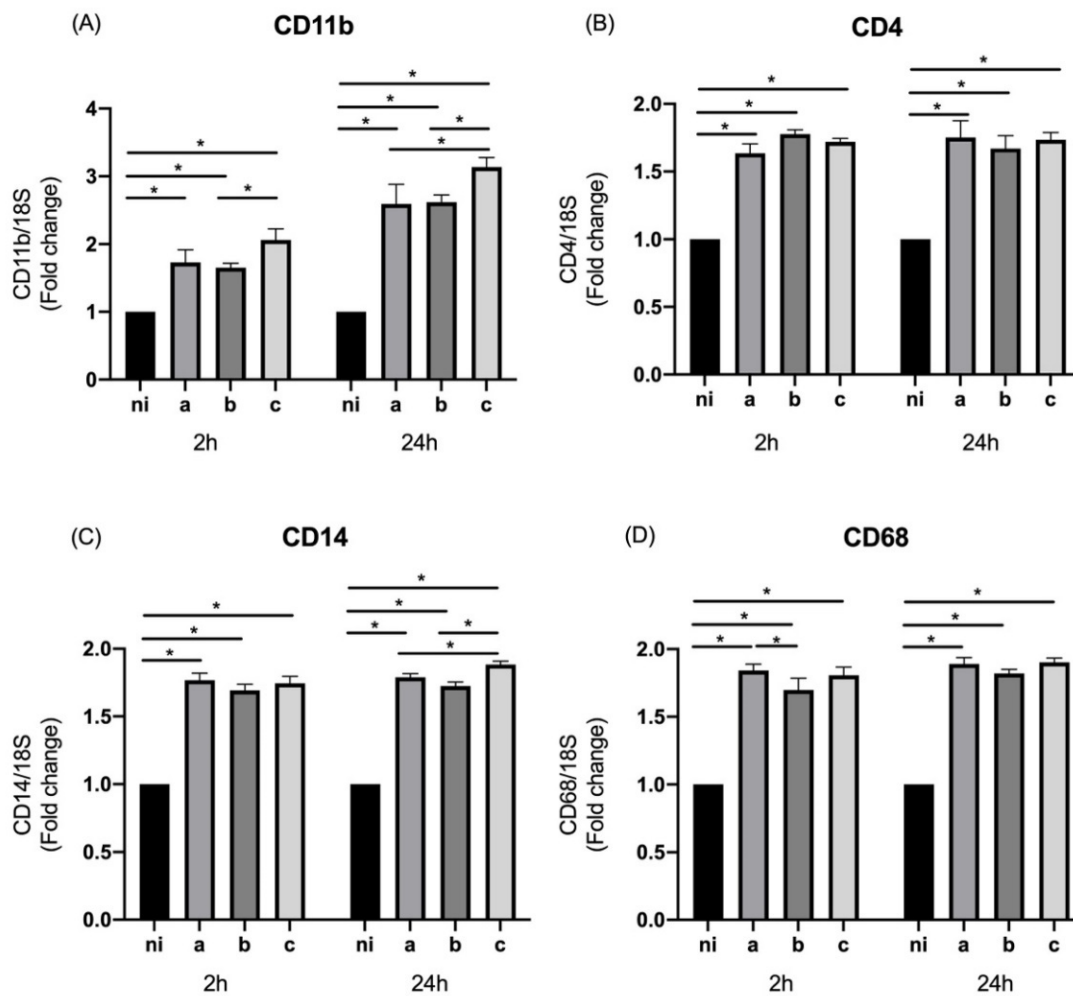 (A)
CD11b
CD11b/18S
(Fold change)
4
3
2
1
0
* * * *
* * * * *
ni a b c ni a b c
2h 24h
(B)
CD4
CD4/18S
(Fold change)
2.0
1.5
1.0
0.5
0.0
* * *
* * *
ni a b c ni a b c
2h 24h
(C)
CD14
CD14/18S
(Fold change)
2.0
1.5
1.0
0.5
0.0
* * *
* * * * *
ni a b c ni a b c
2h 24h
(D)
CD68
CD68/18S
(Fold change)
2.0
1.5
1.0
0.5
0.0
* * * *
* * *
ni a b c ni a b c
2h 24h